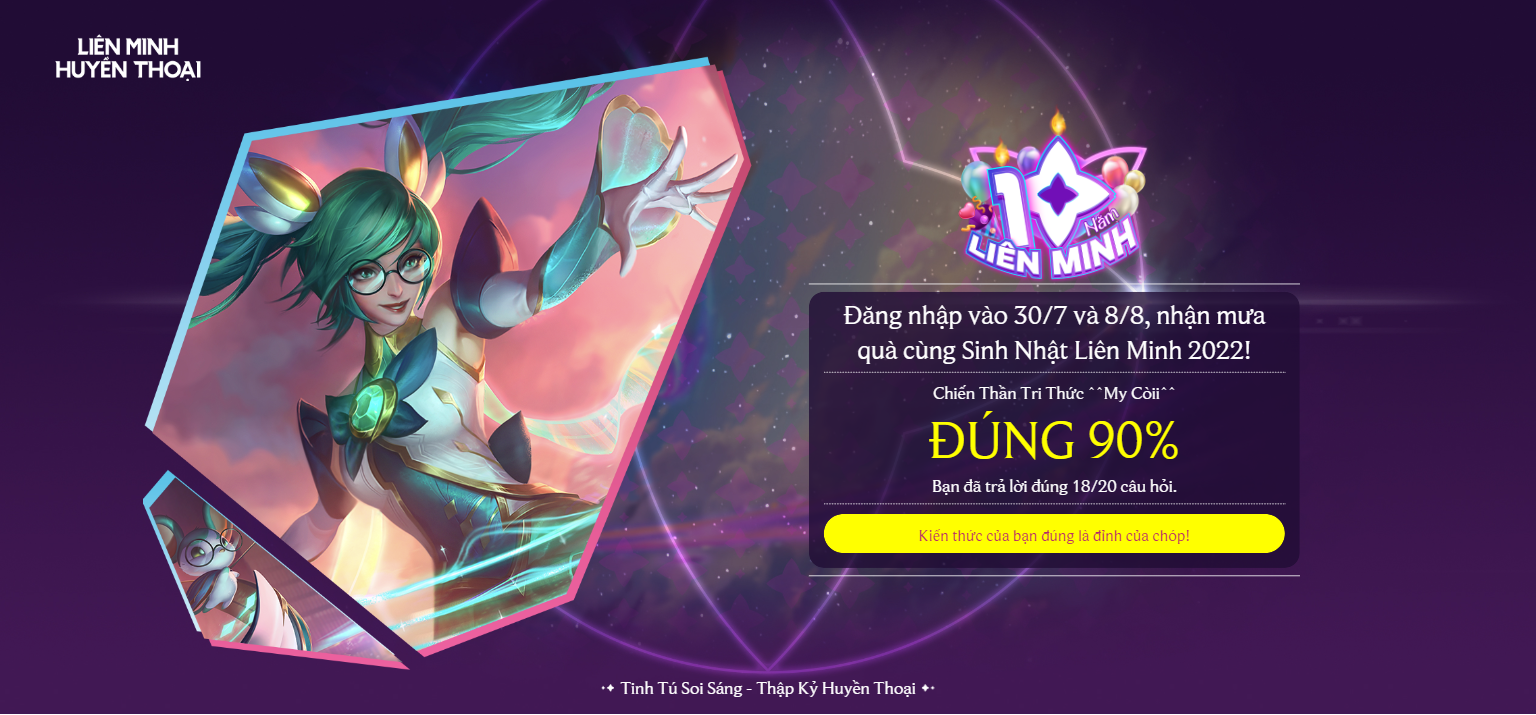 LIÊN MINH
HUYỀN THOẠI
10
Năm
LIÊN MINH
Đăng nhập vào 30/7 và 8/8, nhận mưa
quà cùng Sinh Nhật Liên Minh 2022!
Chiến Thần Tri Thức ^^My Còii^^
ĐÚNG 90%
Bạn đã trả lời đúng 18/20 câu hỏi.
Kiến thức của bạn đúng là đỉnh của chóp!
Tinh Tú Soi Sáng - Thập Kỷ Huyền Thoại